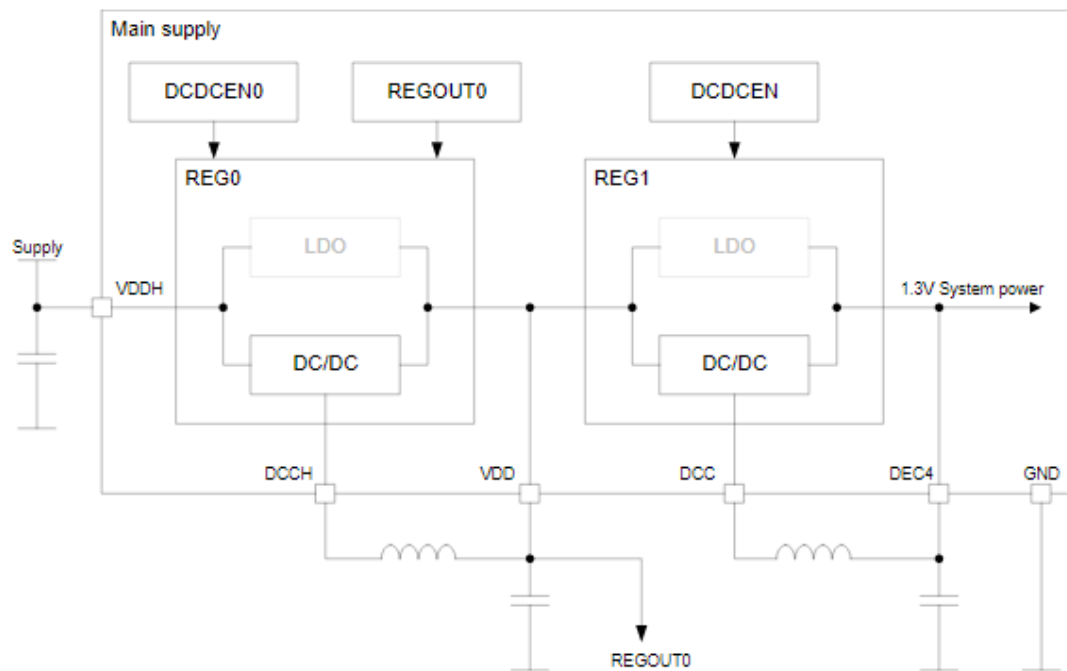 Main supply
DCDCEN0
REGOUT0
DCDCEN
REG0
REG1
LDO
LDO
Supply
VDDH
1.3V System power
DC/DC
DC/DC
DCCH
VDD
DCC
DEC4
GND
REGOUT0